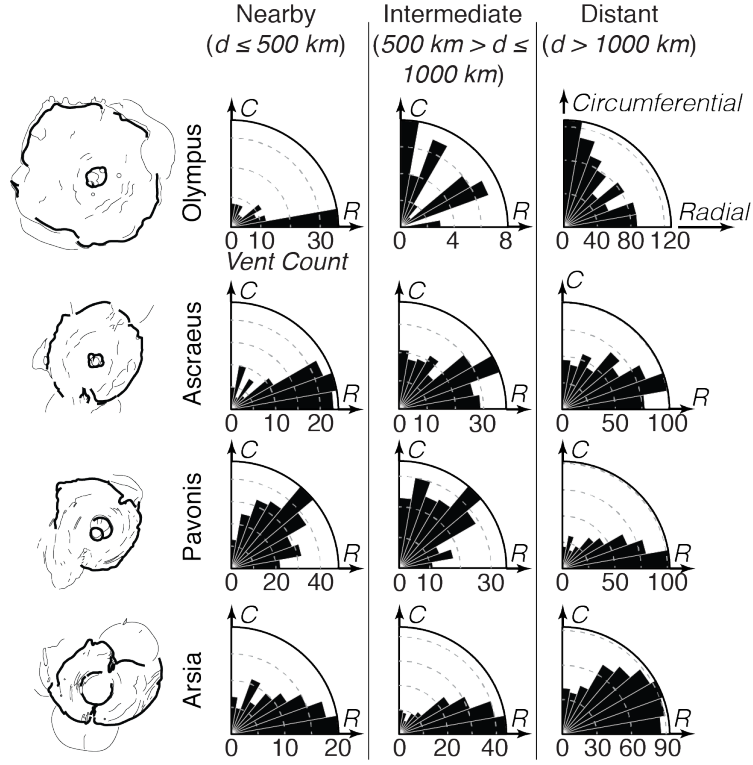 Nearby
(d ≤ 500 km)
Intermediate
(500 km > d ≤
1000 km)
Distant
(d > 1000 km)
Olympus
C
R
0 10 30
Vent Count
C
R
0 4 8
Circumferential
Radial
0 40 80 120
Ascraeus
C
R
0 10 20
C
R
0 10 30
C
R
0 50 100
Pavonis
C
R
0 20 40
C
R
0 10 30
C
R
0 50 100
Arsia
C
R
0 10 20
C
R
0 20 40
C
R
0 30 60 90